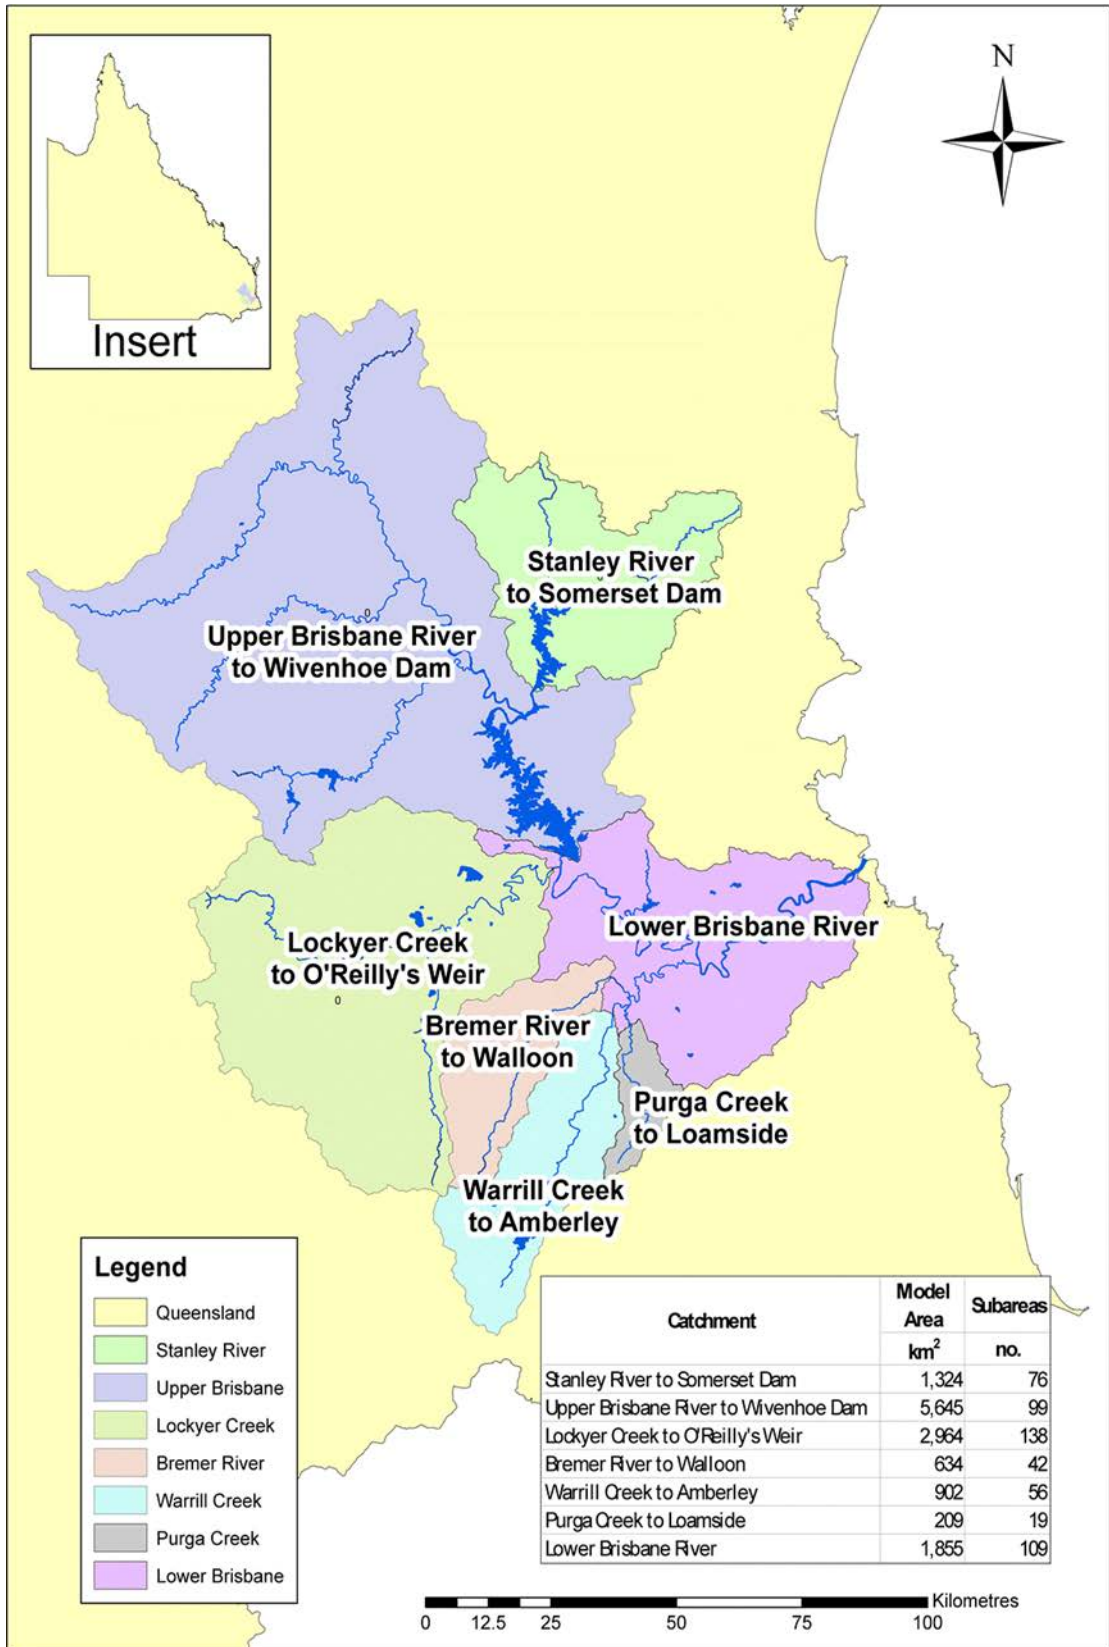 N
Insert
Stanley River
to Somerset Dam
0
Upper Brisbane River
to Wivenhoe Dam
Lower Brisbane River
Lockyer Creek
to O'Reilly's Weir
0
Bremer River
to Walloon
Purga Creek
to Loamside
Warrill Creek
to Amberley
Legend
Queensland
Stanley River
Upper Brisbane
Lockyer Creek
Bremer River
Warrill Creek
Purga Creek
Lower Brisbane
Catchment Model Area Subareas
km² no.
Stanley River to Somerset Dam 1,324 76
Upper Brisbane River to Wivenhoe Dam 5,645 99
Lockyer Creek to O'Reilly's Weir 2,964 138
Bremer River to Walloon 634 42
Warrill Creek to Amberley 902 56
Purga Creek to Loamside 209 19
Lower Brisbane River 1,855 109
Kilometres
0 12.5 25 50 75 100